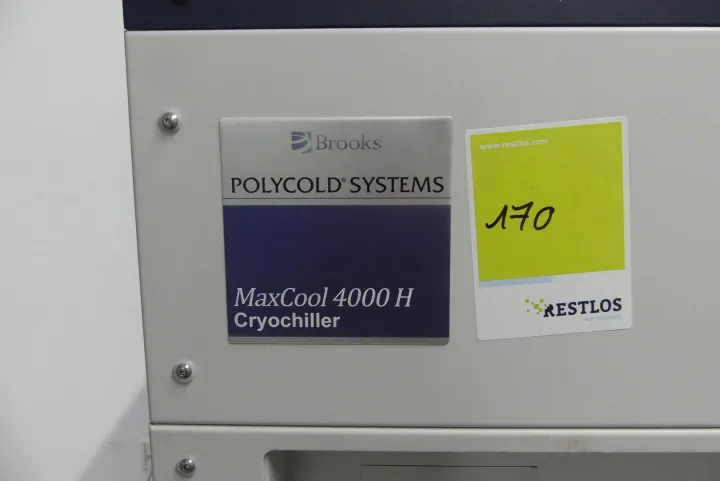 Brooks
POLYCOLD® SYSTEMS
MaxCool 4000 H
Cryochiller
www.restlos.com
170
RESTLOS